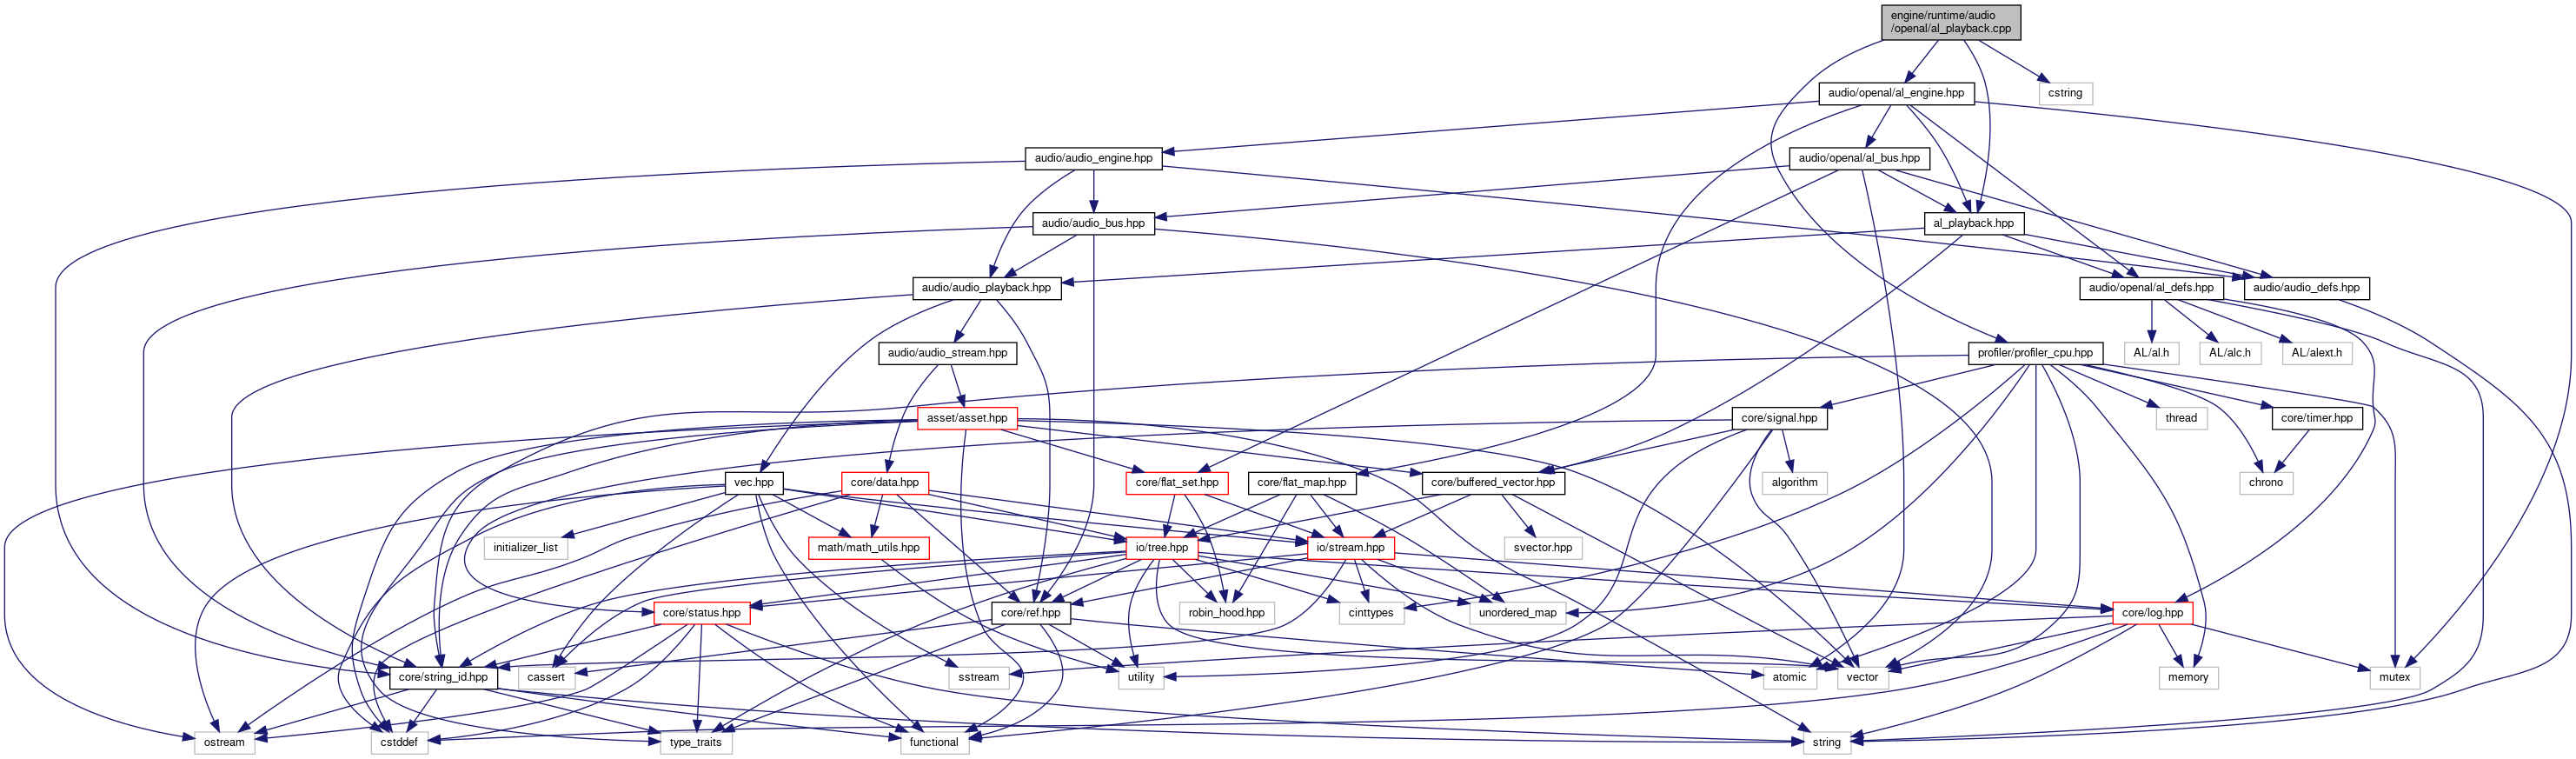 engine/runtime/audio
/openal/al_playback.cpp
audio/openal/al_engine.hpp
cstring
audio/audio_engine.hpp
audio/openal/al_bus.hpp
audio/audio_bus.hpp
al_playback.hpp
audio/audio_playback.hpp
audio/openal/al_defs.hpp
audio/audio_defs.hpp
audio/audio_stream.hpp
profiler/profiler_cpu.hpp
AL/al.h
AL/alc.h
AL/alext.h
asset/asset.hpp
core/signal.hpp
thread
core/timer.hpp
vec.hpp
core/data.hpp
core/flat_set.hpp
core/flat_map.hpp
core/buffered_vector.hpp
algorithm
chrono
initializer_list
math/math_utils.hpp
io/tree.hpp
io/stream.hpp
svector.hpp
core/status.hpp
core/ref.hpp
robin_hood.hpp
cinttypes
unordered_map
core/log.hpp
core/string_id.hpp
cassert
sstream
utility
atomic
vector
memory
mutex
ostream
cstddef
type_traits
functional
string